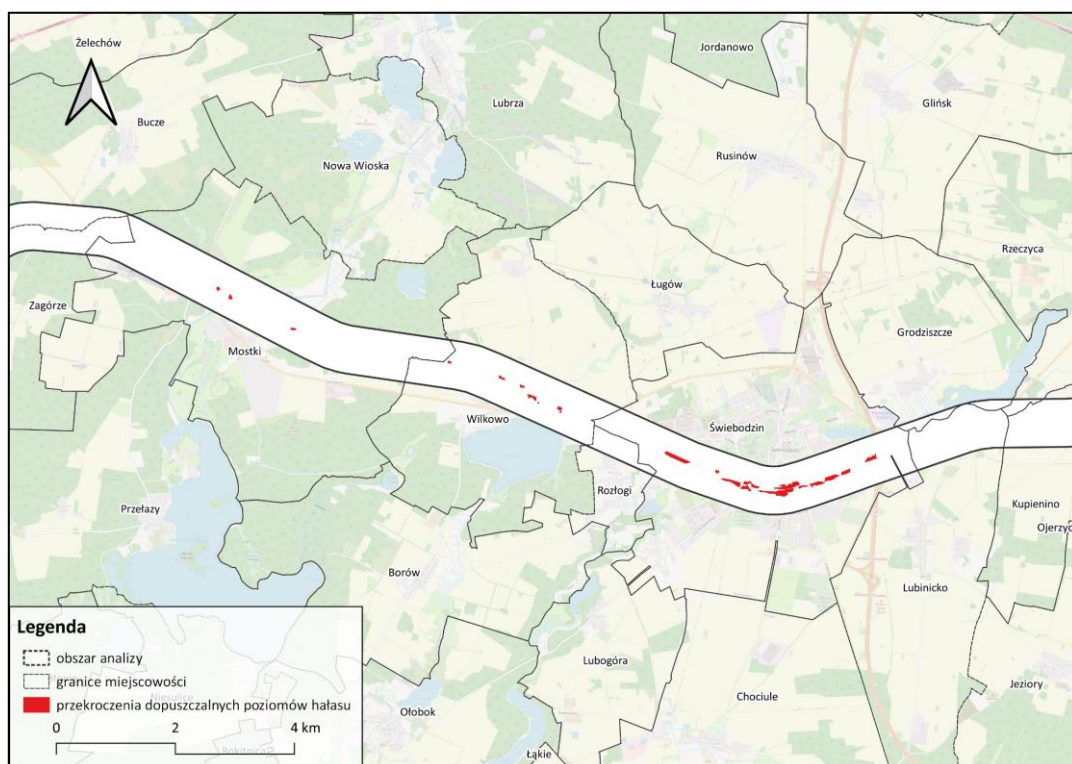 Żelechów
Jordanowo
Lubrza
Glińsk
Bucze
Nowa Wioska
Rusinów
Rzeczyca
Ługów
Zagórze
Grodziszcze
Mostki
Wilkowo
Świebodzin
Rozłogi
Przełazy
Kupienino
Ojerzyc
Borów
Lubinicko
Lubogóra
Jeziory
Chociule
Ołobok
Łąkie
Legenda
obszar analizy
granice miejscowości
Niesulice
przekroczenia dopuszczalnych poziomów hałasu
0 2 4 km